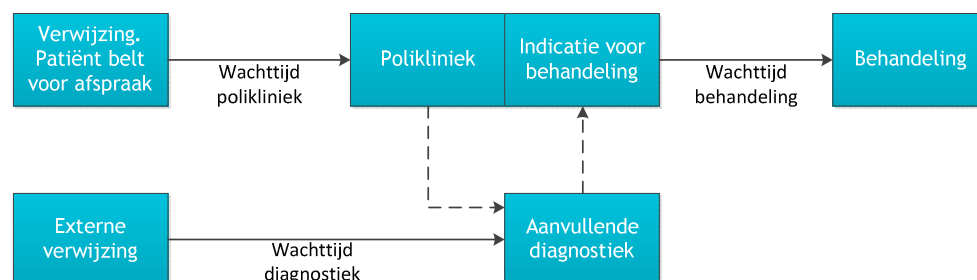 Verwijzing.
Patiënt belt
voor afspraak
Wachttijd
polikliniek
Polikliniek
Indicatie voor
behandeling
Wachttijd
behandeling
Behandeling
Externe
verwijzing
Wachttijd
diagnostiek
Aanvullende
diagnostiek